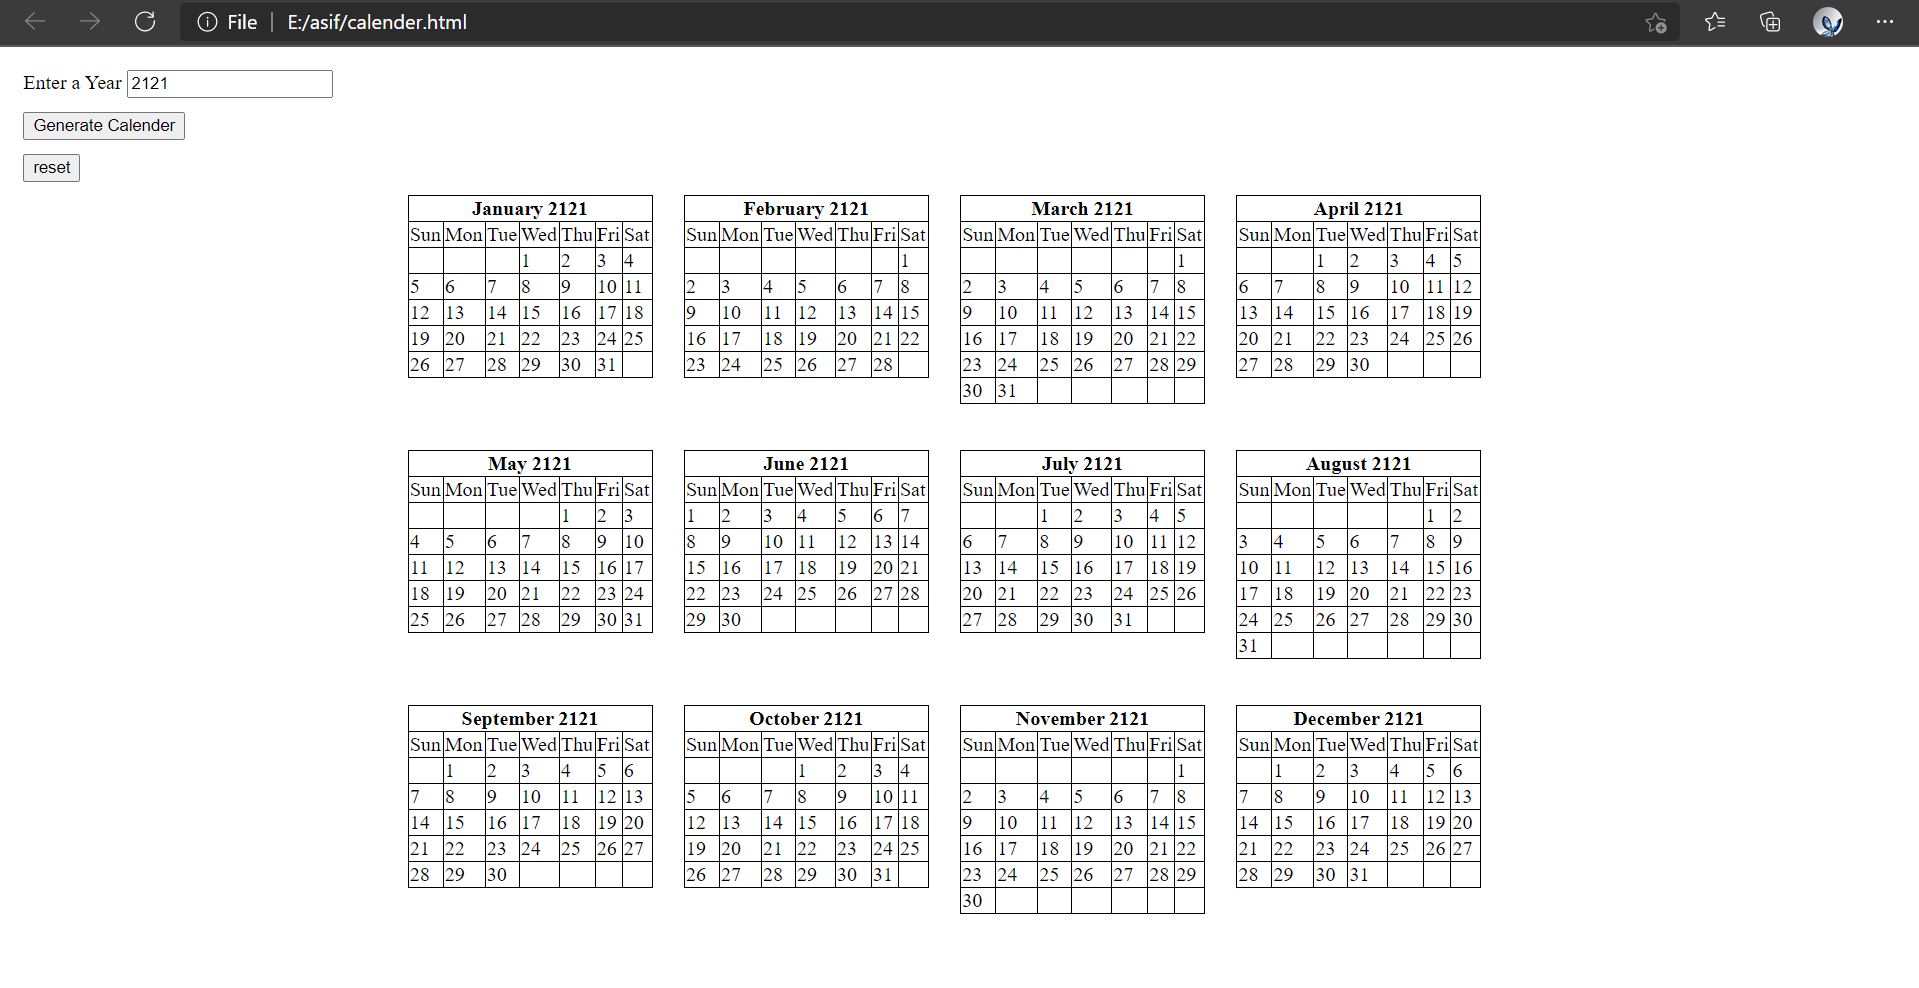 File | E:/asif/calender.html
Enter a Year 2121
Generate Calender
reset
January 2121
Sun Mon Tue Wed Thu Fri Sat
1 2 3 4
5 6 7 8 9 10 11
12 13 14 15 16 17 18
19 20 21 22 23 24 25
26 27 28 29 30 31
February 2121
Sun Mon Tue Wed Thu Fri Sat
1
2 3 4 5 6 7 8
9 10 11 12 13 14 15
16 17 18 19 20 21 22
23 24 25 26 27 28
March 2121
Sun Mon Tue Wed Thu Fri Sat
1
2 3 4 5 6 7 8
9 10 11 12 13 14 15
16 17 18 19 20 21 22
23 24 25 26 27 28 29
30 31
April 2121
Sun Mon Tue Wed Thu Fri Sat
1 2 3 4 5
6 7 8 9 10 11 12
13 14 15 16 17 18 19
20 21 22 23 24 25 26
27 28 29 30
May 2121
Sun Mon Tue Wed Thu Fri Sat
1 2 3
4 5 6 7 8 9 10
11 12 13 14 15 16 17
18 19 20 21 22 23 24
25 26 27 28 29 30 31
June 2121
Sun Mon Tue Wed Thu Fri Sat
1 2 3 4 5 6 7
8 9 10 11 12 13 14
15 16 17 18 19 20 21
22 23 24 25 26 27 28
29 30
July 2121
Sun Mon Tue Wed Thu Fri Sat
1 2 3 4 5
6 7 8 9 10 11 12
13 14 15 16 17 18 19
20 21 22 23 24 25 26
27 28 29 30 31
August 2121
Sun Mon Tue Wed Thu Fri Sat
1 2
3 4 5 6 7 8 9
10 11 12 13 14 15 16
17 18 19 20 21 22 23
24 25 26 27 28 29 30
31
September 2121
Sun Mon Tue Wed Thu Fri Sat
1 2 3 4 5 6
7 8 9 10 11 12 13
14 15 16 17 18 19 20
21 22 23 24 25 26 27
28 29 30
October 2121
Sun Mon Tue Wed Thu Fri Sat
1 2 3 4
5 6 7 8 9 10 11
12 13 14 15 16 17 18
19 20 21 22 23 24 25
26 27 28 29 30 31
November 2121
Sun Mon Tue Wed Thu Fri Sat
1
2 3 4 5 6 7 8
9 10 11 12 13 14 15
16 17 18 19 20 21 22
23 24 25 26 27 28 29
30
December 2121
Sun Mon Tue Wed Thu Fri Sat
1 2 3 4 5 6
7 8 9 10 11 12 13
14 15 16 17 18 19 20
21 22 23 24 25 26 27
28 29 30 31